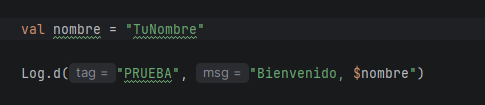 val nombre = "TuNombre"
Log.d( tag = "PRUEBA", msg = "Bienvenido, $nombre")